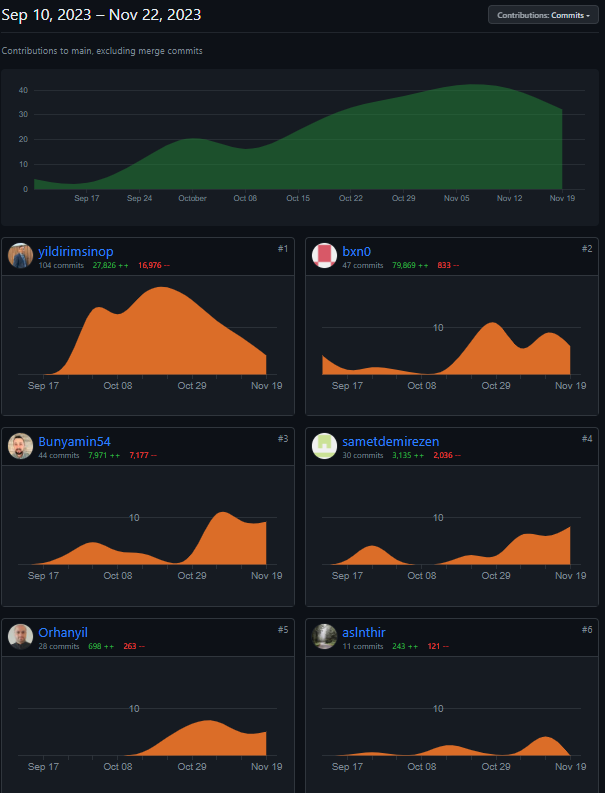 Sep 10, 2023 – Nov 22, 2023
Contributions: Commits
Contributions to main, excluding merge commits
40
30
20
10
0
Sep 17 Sep 24 October Oct 08 Oct 15 Oct 22 Oct 29 Nov 05 Nov 12 Nov 19
yildirimsinop #1
104 commits 27,826 ++ 16,976 --
Sep 17 Oct 08 Oct 29 Nov 19
bxn0 #2
47 commits 79,869 ++ 833 --
10
Sep 17 Oct 08 Oct 29 Nov 19
Bunyamin54 #3
44 commits 7,971 ++ 7,177 --
10
Sep 17 Oct 08 Oct 29 Nov 19
sametdemirezen #4
30 commits 3,135 ++ 2,036 --
10
Sep 17 Oct 08 Oct 29 Nov 19
Orhanyil #5
28 commits 698 ++ 263 --
10
Sep 17 Oct 08 Oct 29 Nov 19
aslnthir #6
11 commits 243 ++ 121 --
10
Sep 17 Oct 08 Oct 29 Nov 19